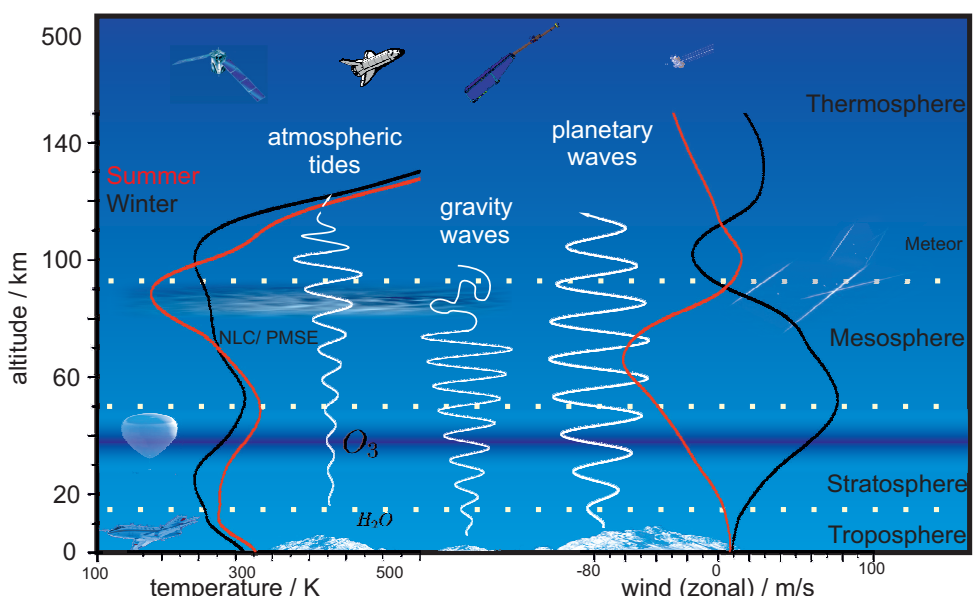 500
140
100
60
20
0
altitude / km
Summer
Winter
atmospheric
tides
gravity
waves
planetary
waves
Thermosphere
Meteor
Mesosphere
NLC/ PMSE
O₃
Stratosphere
H₂O
Troposphere
100 300 500
temperature / K
-80 0 100
wind (zonal) / m/s